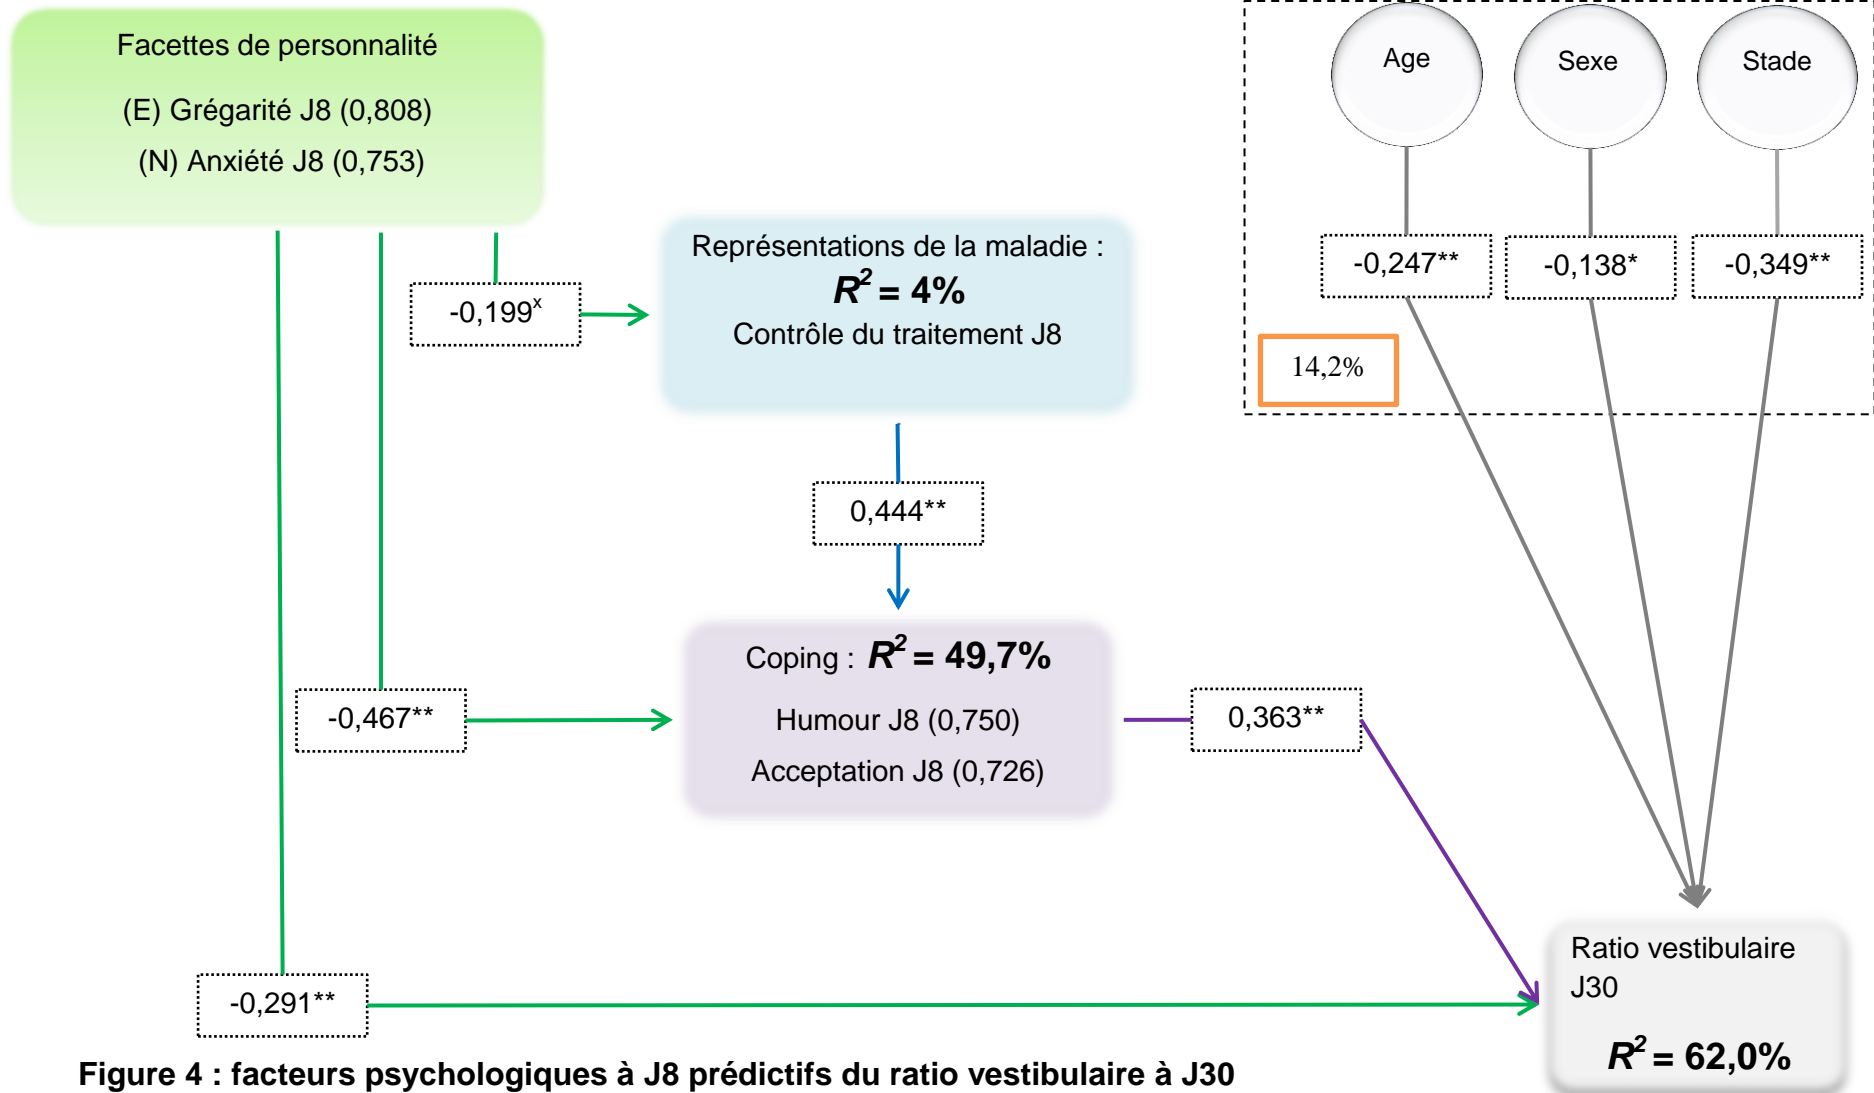 Facettes de personnalité
(E) Grégarité J8 (0,808)
(N) Anxiété J8 (0,753)
Age
Sexe
Stade
-0,247**
-0,138*
-0,349**
14,2%
-0,199x
Représentations de la maladie :
R2 = 4%
Contrôle du traitement J8
0,444**
Coping : R2 = 49,7%
Humour J8 (0,750)
Acceptation J8 (0,726)
-0,467**
0,363**
-0,291**
Ratio vestibulaire
J30
R2 = 62,0%
Figure 4 : facteurs psychologiques à J8 prédictifs du ratio vestibulaire à J30